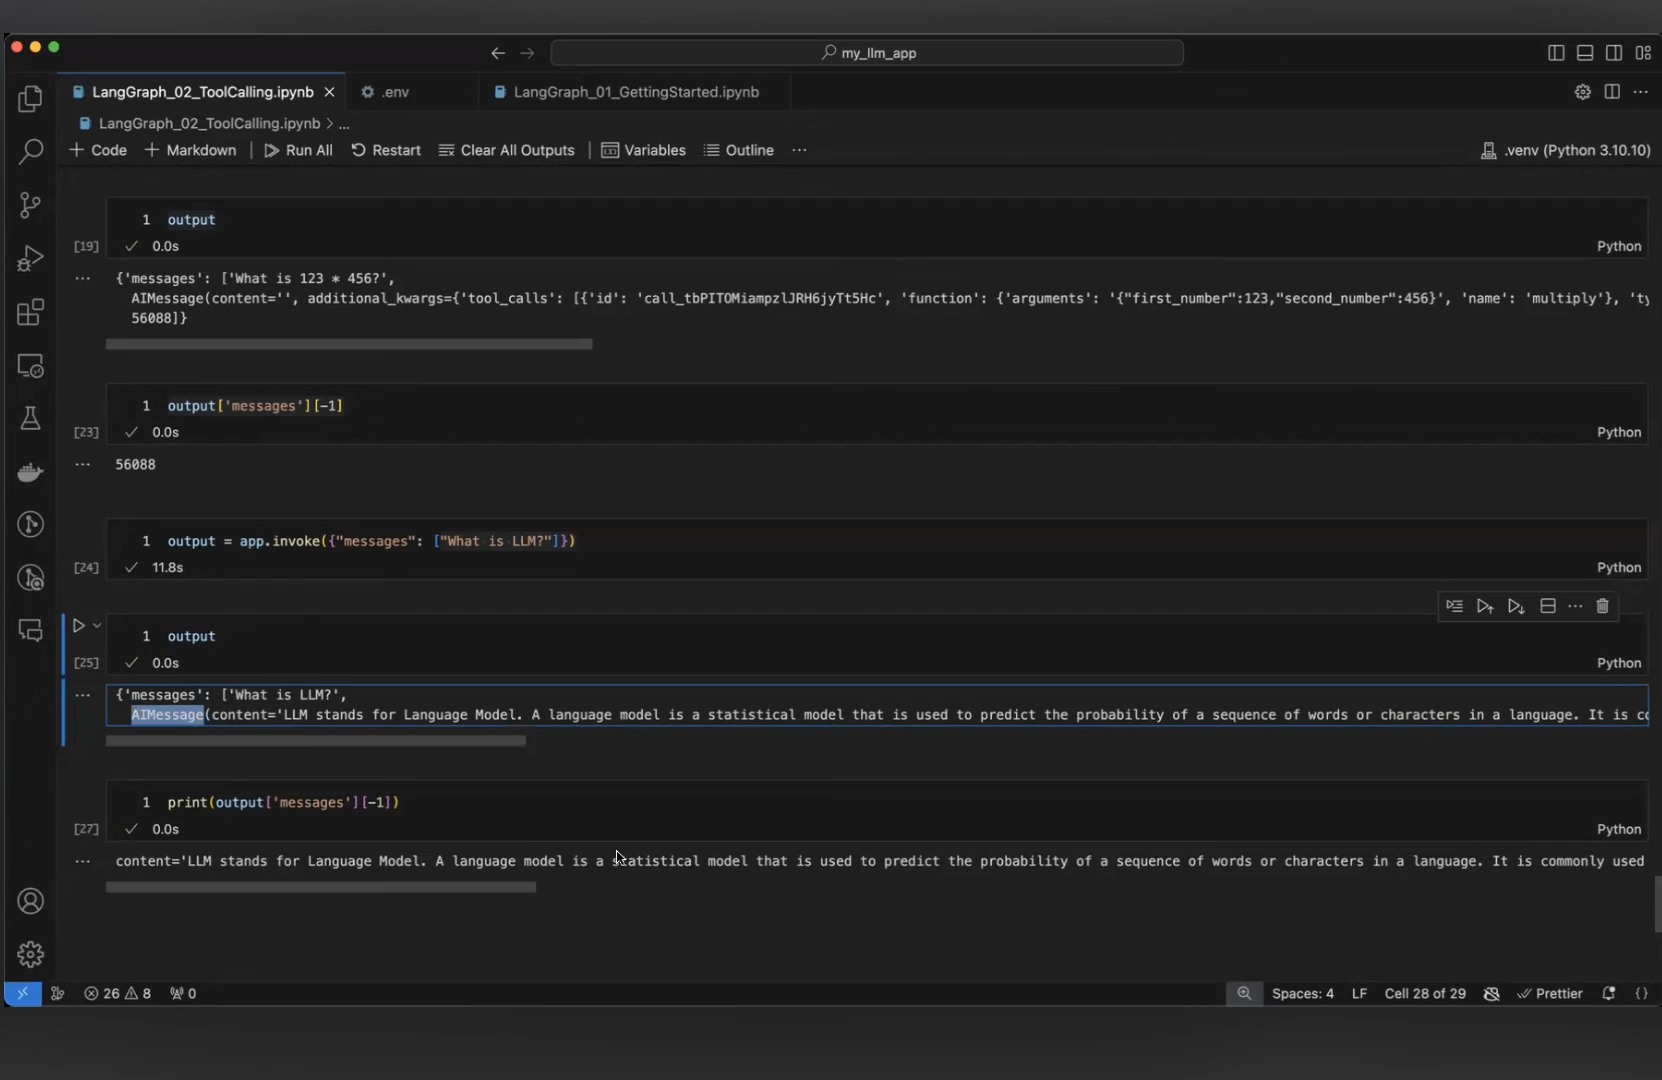 my_llm_app
LangGraph_02_ToolCalling.ipynb
.env
LangGraph_01_GettingStarted.ipynb
LangGraph_02_ToolCalling.ipynb > ...
+ Code + Markdown Run All Restart Clear All Outputs Variables Outline ... .venv (Python 3.10.10)
1 output
[19] 0.0s Python
{'messages': ['What is 123 * 456?',
AIMessage(content='', additional_kwargs={'tool_calls': [{'id': 'call_tbPITOMiampzlJRH6jyTt5Hc', 'function': {'arguments': '{"first_number":123,"second_number":456}', 'name': 'multiply'}, 'ty
56088]}
1 output['messages'][-1]
[23] 0.0s Python
56088
1 output = app.invoke({"messages": ["What is LLM?"]})
[24] 11.8s Python
1 output
[25] 0.0s Python
{'messages': ['What is LLM?',
AIMessage(content='LLM stands for Language Model. A language model is a statistical model that is used to predict the probability of a sequence of words or characters in a language. It is co
1 print(output['messages'][-1])
[27] 0.0s Python
content='LLM stands for Language Model. A language model is a statistical model that is used to predict the probability of a sequence of words or characters in a language. It is commonly used
26 8 0 Spaces: 4 LF Cell 28 of 29 Prettier {}